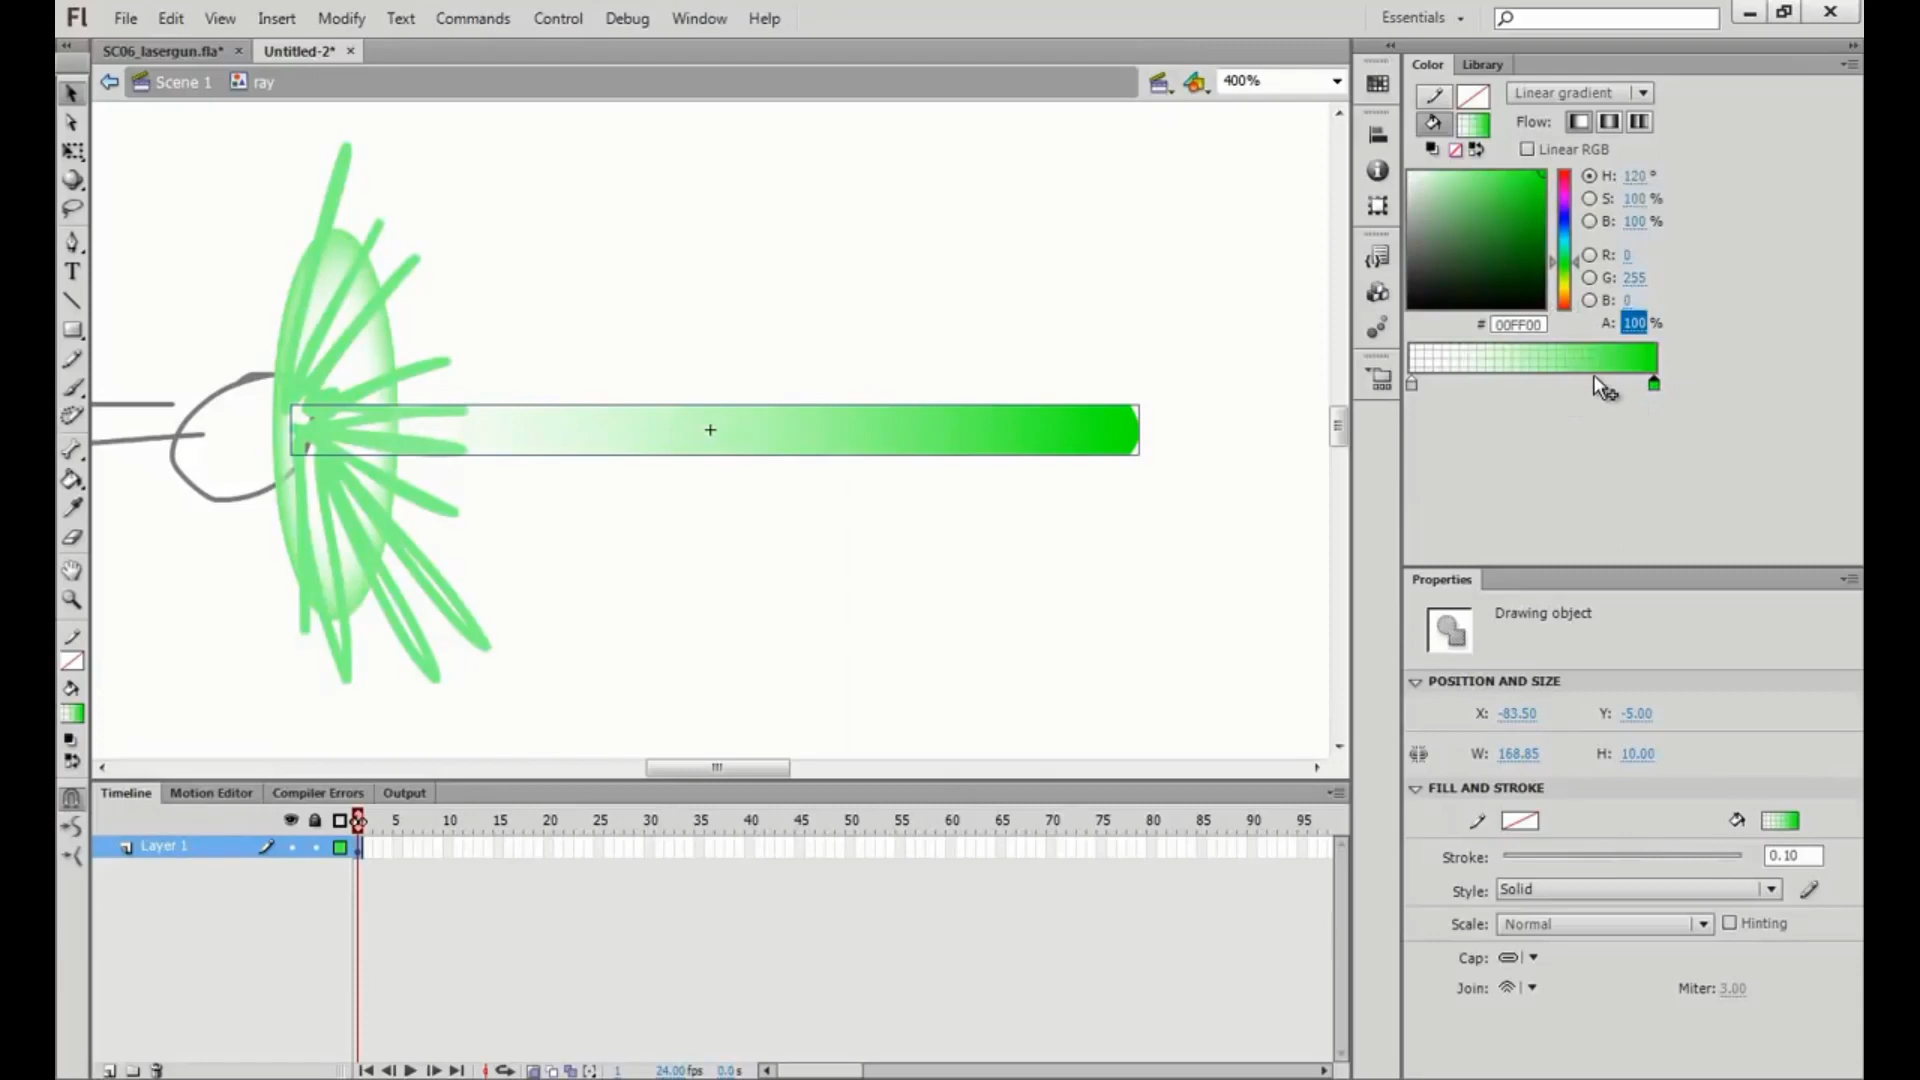 Fl File Edit View Insert Modify Text Commands Control Debug Window Help Essentials
SC06_lasergun.fla* × Untitled-2* ×
Scene 1 ray 400%
Color Library
Linear gradient
Flow:
Linear RGB
H: 120 °
S: 100 %
B: 100 %
R: 0
G: 255
B: 0
# 00FF00 A: 100 %
Properties
Drawing object
POSITION AND SIZE
X: -83.50 Y: -5.00
W: 168.85 H: 10.00
FILL AND STROKE
Stroke: 0.10
Style: Solid
Scale: Normal Hinting
Cap:
Join: Miter: 3.00
Timeline Motion Editor Compiler Errors Output
5 10 15 20 25 30 35 40 45 50 55 60 65 70 75 80 85 90 95
Layer 1
1 24.00 fps 0.0 s